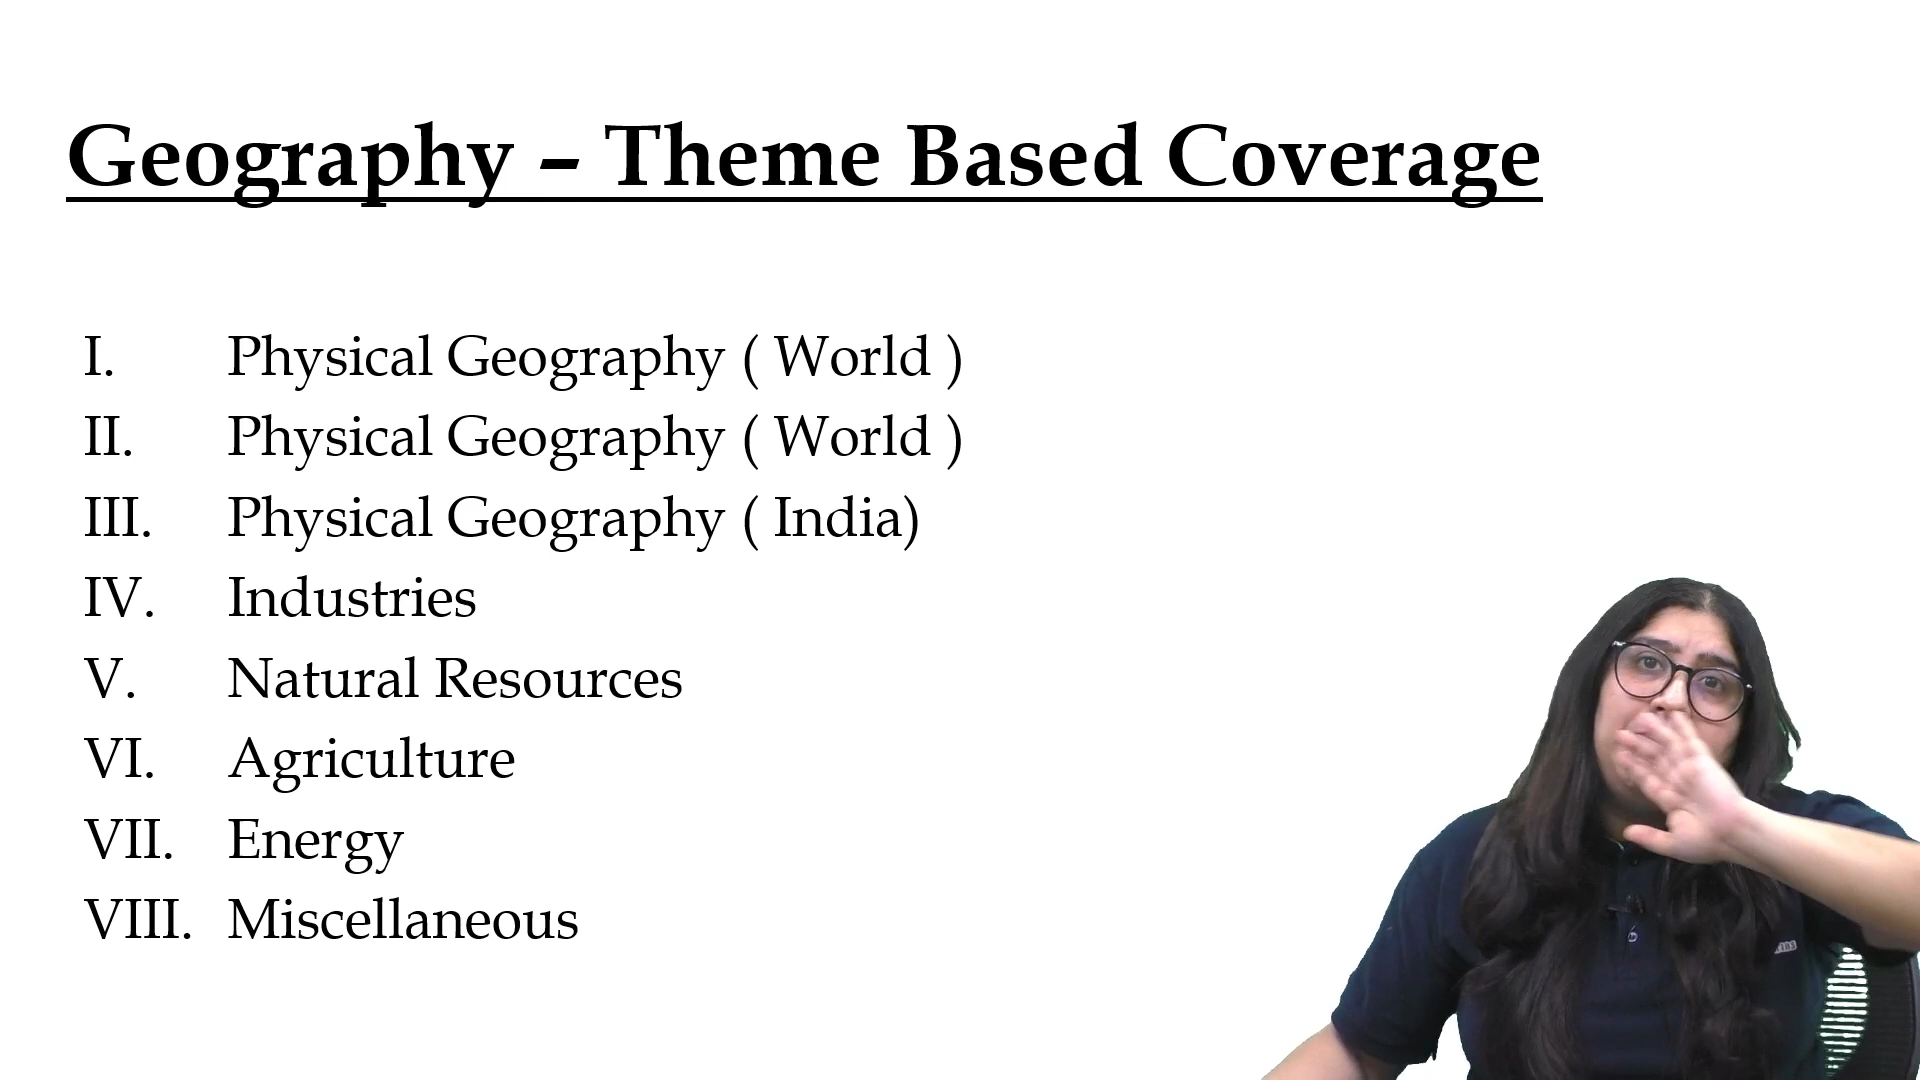 Geography – Theme Based Coverage
I. Physical Geography ( World )
II. Physical Geography ( World )
III. Physical Geography ( India)
IV. Industries
V. Natural Resources
VI. Agriculture
VII. Energy
VIII. Miscellaneous